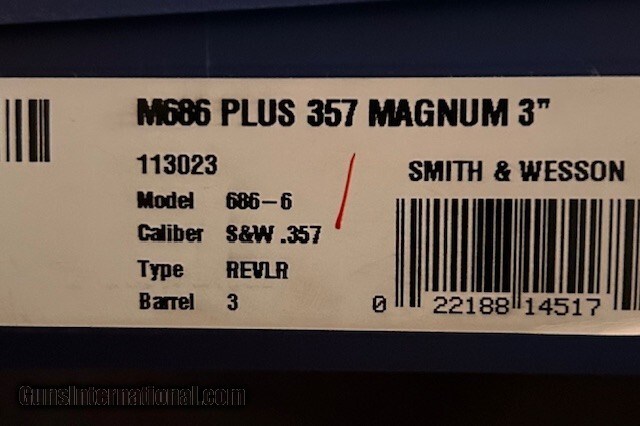 M686 PLUS 357 MAGNUM 3"
113023
SMITH & WESSON
Model 686-6
Caliber S&W .357
Type REVLR
Barrel 3
0 22188 14517
GunsInternational.com